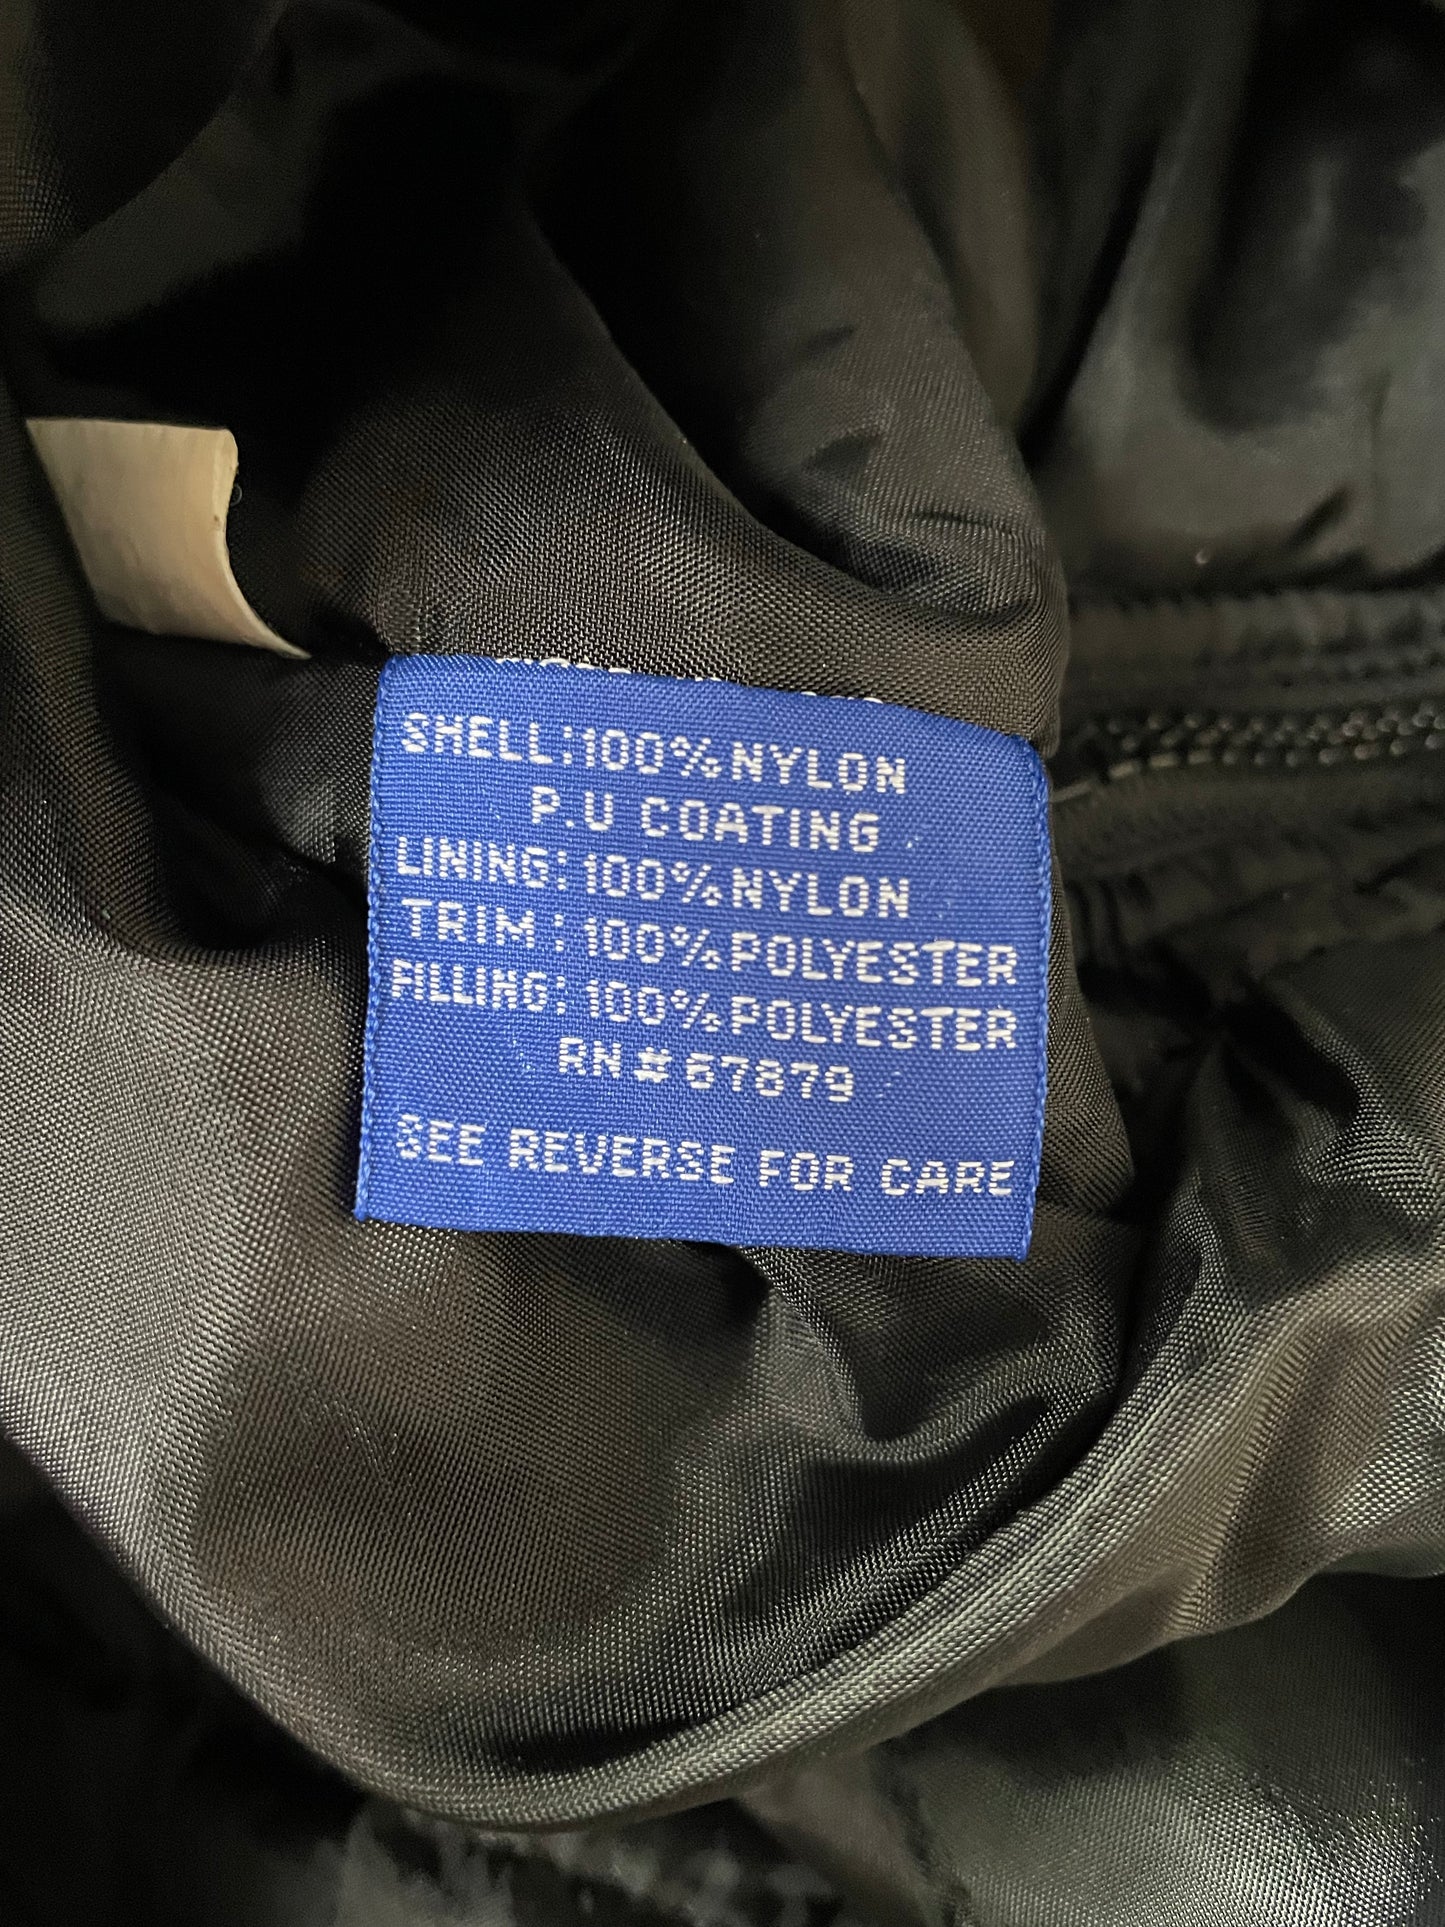 SHELL:100%NYLON
P.U COATING
LINING:100%NYLON
TRIM:100%POLYESTER
FILLING:100%POLYESTER
RN#67879
SEE REVERSE FOR CARE